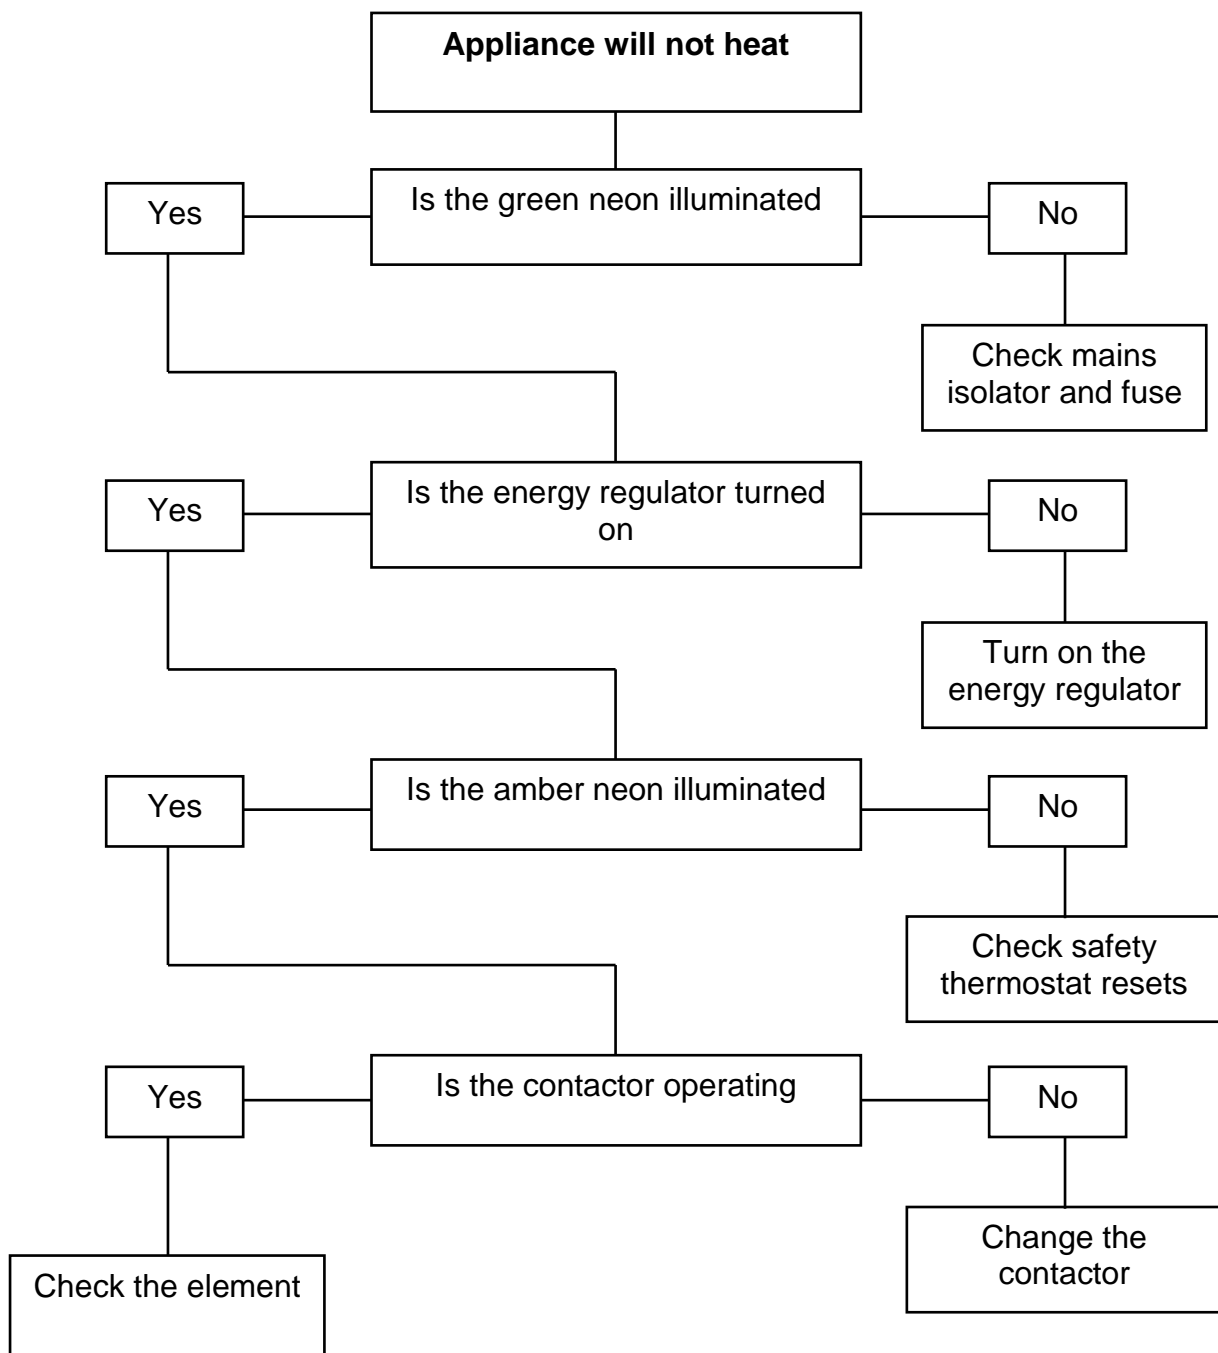 Appliance will not heat
Yes
Is the green neon illuminated
No
Check mains
isolator and fuse
Yes
Is the energy regulator turned
on
No
Turn on the
energy regulator
Yes
Is the amber neon illuminated
No
Check safety
thermostat resets
Yes
Is the contactor operating
No
Change the
contactor
Check the element